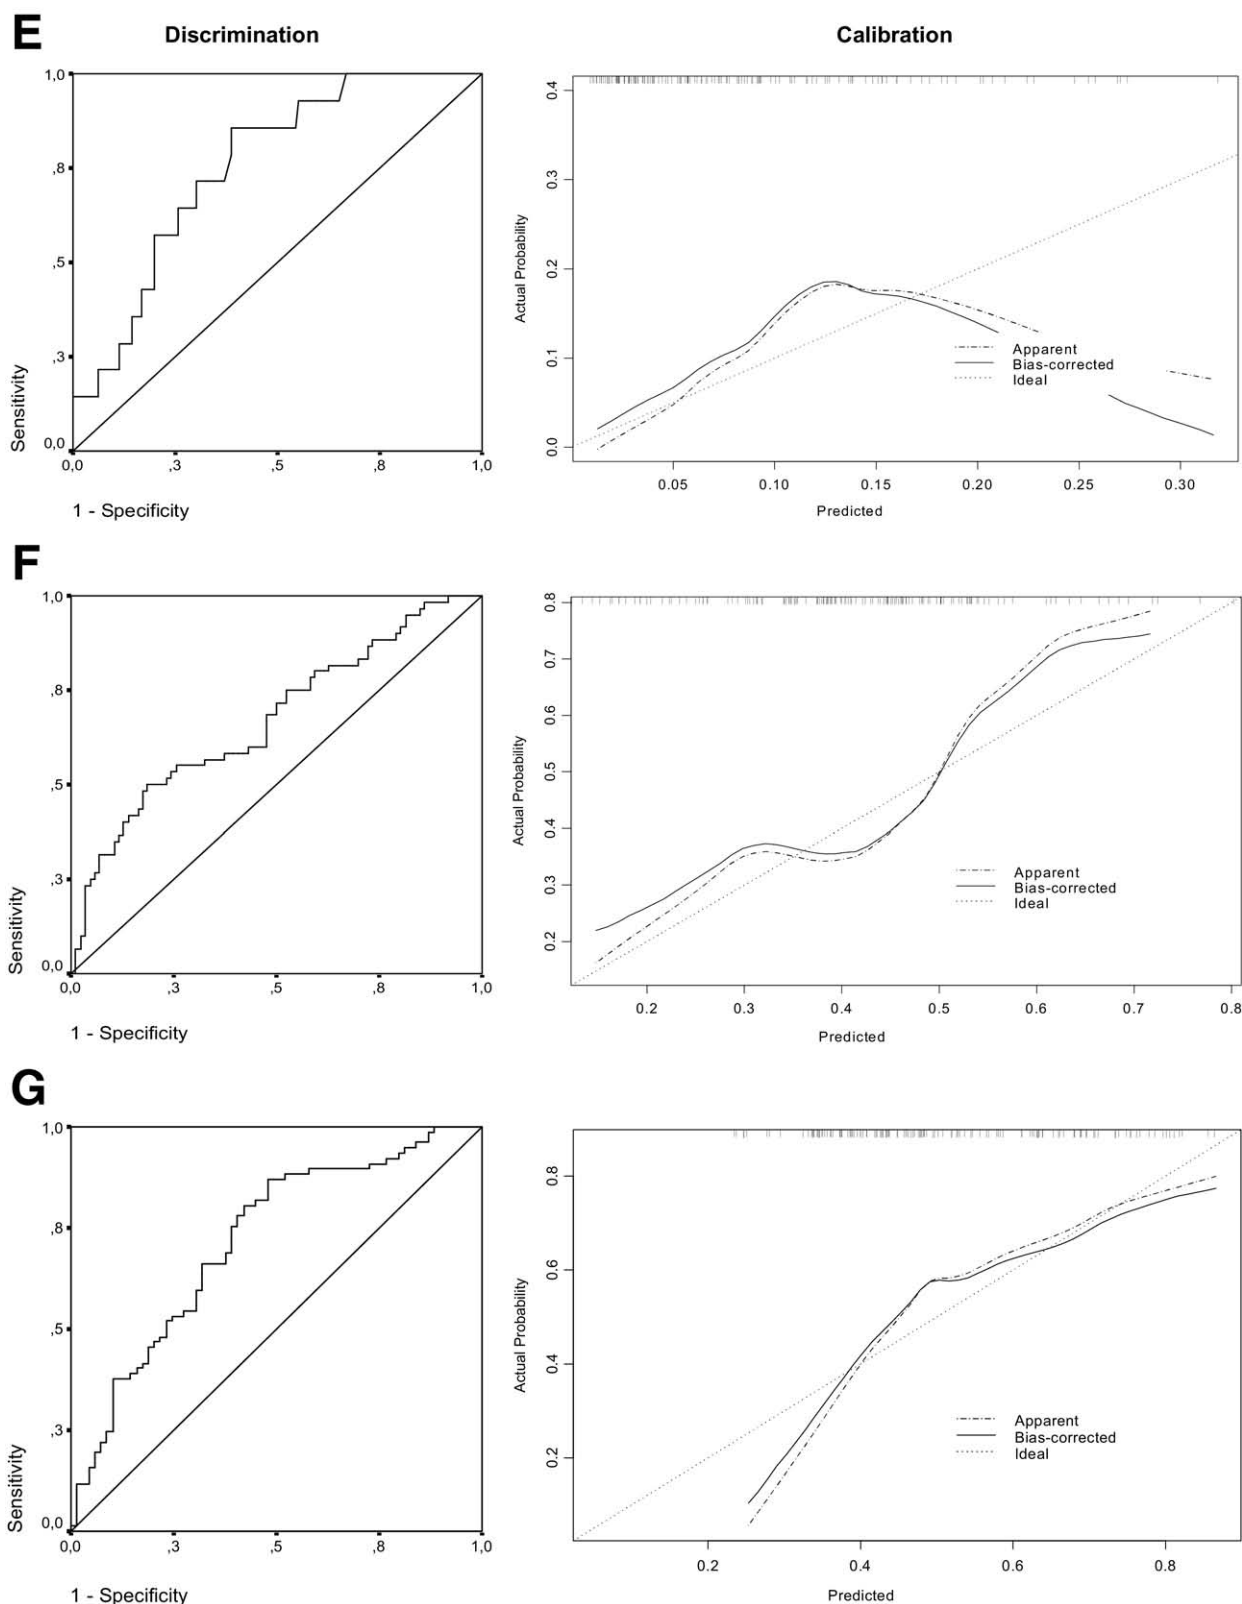 E
Discrimination
Calibration
1,0
,8
,5
,3
0,0
Sensitivity
0,0 ,3 ,5 ,8 1,0
1 - Specificity
0.4
0.3
0.2
0.1
0.0
Actual Probability
Apparent
Bias-corrected
Ideal
0.05 0.10 0.15 0.20 0.25 0.30
Predicted
F
1,0
,8
,5
,3
0,0
Sensitivity
0,0 ,3 ,5 ,8 1,0
1 - Specificity
0.8
0.7
0.6
0.5
0.4
0.3
0.2
Actual Probability
Apparent
Bias-corrected
Ideal
0.2 0.3 0.4 0.5 0.6 0.7 0.8
Predicted
G
1,0
,8
,5
,3
0,0
Sensitivity
0,0 ,3 ,5 ,8 1,0
1 - Specificity
0.8
0.6
0.4
0.2
Actual Probability
Apparent
Bias-corrected
Ideal
0.2 0.4 0.6 0.8
Predicted